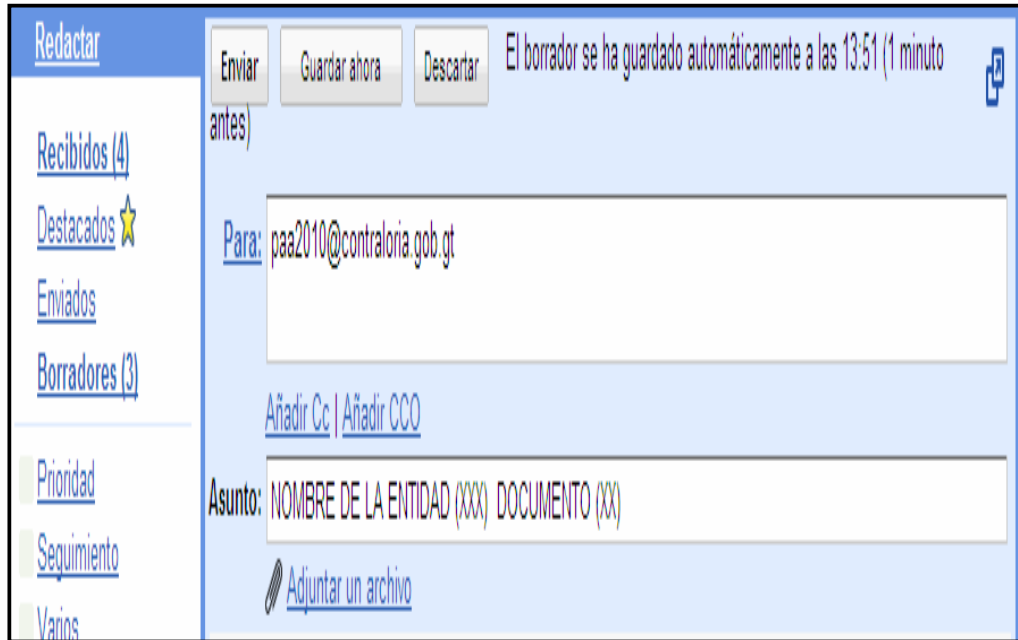 Redactar
Recibidos (4)
Destacados
Enviados
Borradores (3)
Prioridad
Seguimiento
Varios
Enviar Guardar ahora Descartar El borrador se ha guardado automáticamente a las 13:51 (1 minuto
antes)
Para: paa2010@contraloria.gob.gt
Añadir Cc | Añadir CCO
Asunto: NOMBRE DE LA ENTIDAD (XXX) DOCUMENTO (XX)
Adjuntar un archivo